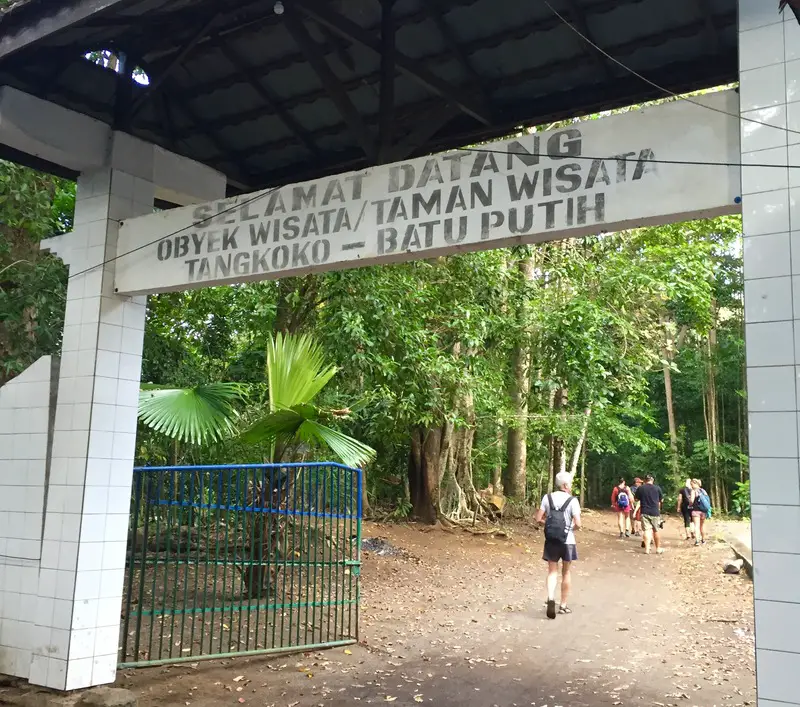 SELAMAT DATANG
OBYEK WISATA/TAMAN WISATA
TANGKOKO – BATU PUTIH